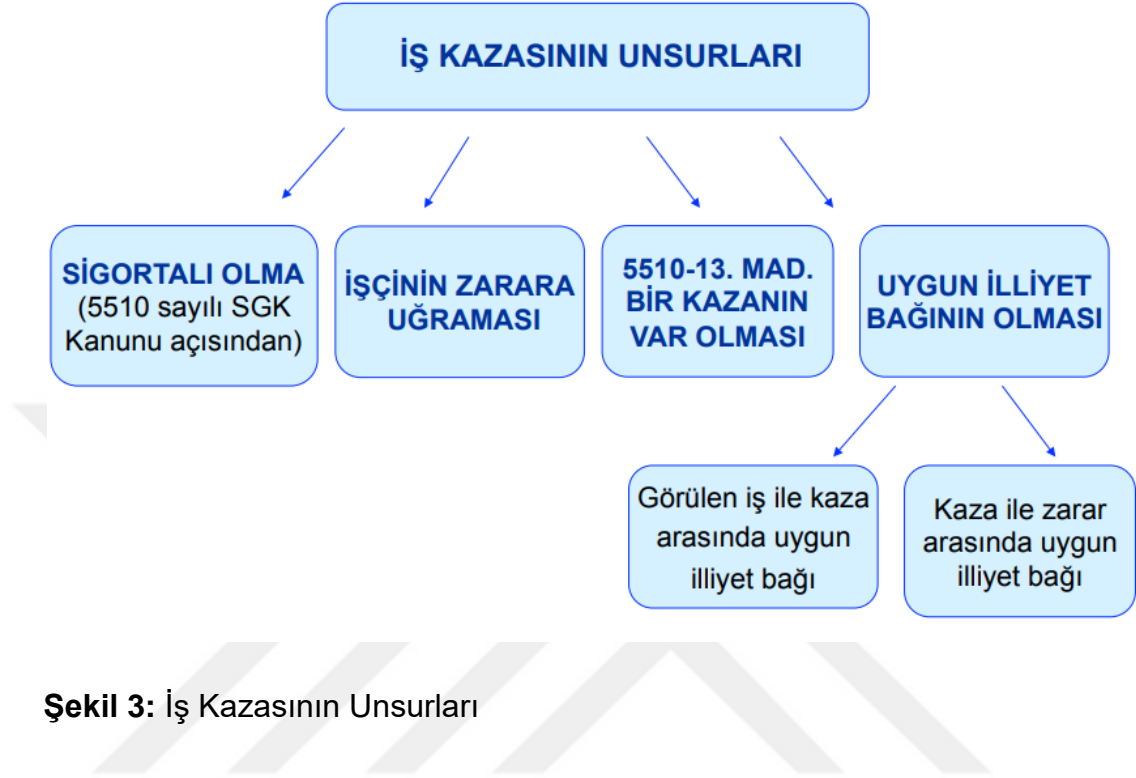 İŞ KAZASININ UNSURLARI
SİGORTALI OLMA
(5510 sayılı SGK
Kanunu açısından)
İŞÇİNİN ZARARA
UĞRAMASI
5510-13. MAD.
BİR KAZANIN
VAR OLMASI
UYGUN İLLİYET
BAĞININ OLMASI
Görülen iş ile kaza
arasında uygun
illiyet bağı
Kaza ile zarar
arasında uygun
illiyet bağı
Şekil 3: İş Kazasının Unsurları